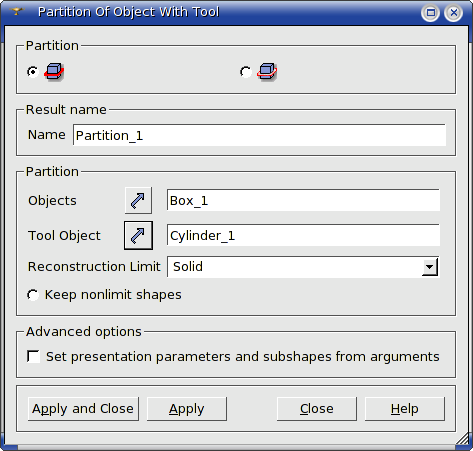 Partition Of Object With Tool
Partition
Result name
Name Partition_1
Partition
Objects Box_1
Tool Object Cylinder_1
Reconstruction Limit Solid
Keep nonlimit shapes
Advanced options
Set presentation parameters and subshapes from arguments
Apply and Close Apply Close Help